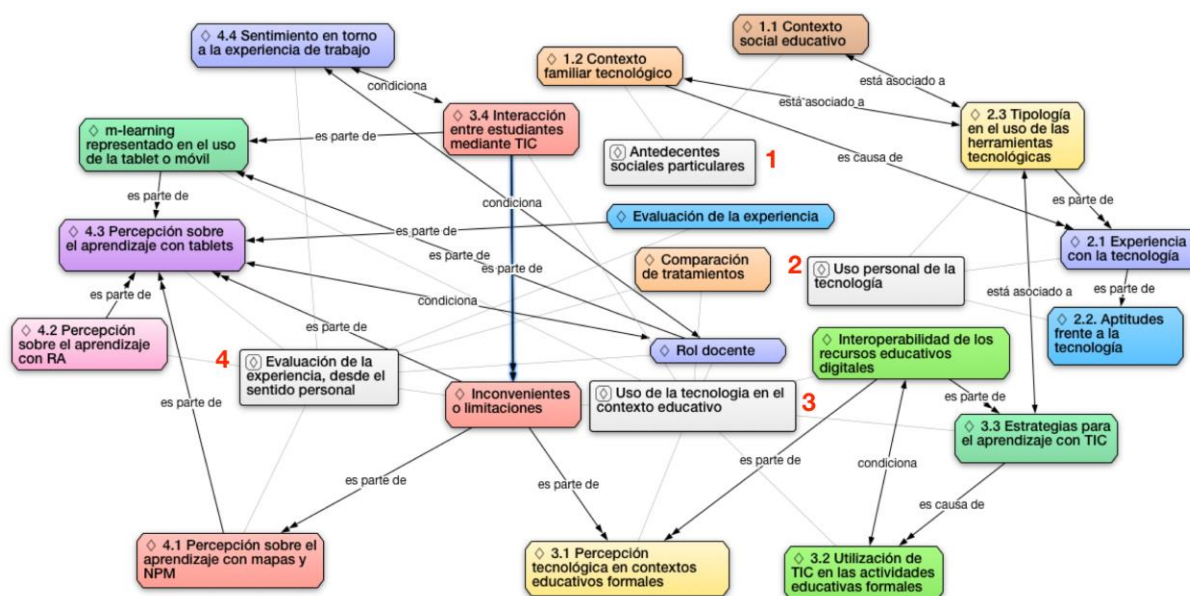 4.4 Sentimiento en torno
a la experiencia de trabajo
1.1 Contexto
social educativo
1.2 Contexto
familiar tecnológico
condiciona
está asociado a
está asociado a
m-learning
representado en el uso
de la tablet o móvil
es parte de
3.4 Interacción
entre estudiantes
mediante TIC
2.3 Tipología
en el uso de las
herramientas
tecnológicas
Antedecentes
sociales particulares
1
es causa de
es parte de
condiciona
es parte de
4.3 Percepción sobre
el aprendizaje con tablets
es parte de
Evaluación de la experiencia
2.1 Experiencia
con la tecnología
Comparación
de tratamientos
2
Uso personal de la
tecnología
es parte de
es parte de
es parte de
condiciona
está asociado a
4.2 Percepción
sobre el aprendizaje
con RA
es parte de
2.2. Aptitudes
frente a la
tecnología
4
Evaluación de la
experiencia, desde el
sentido personal
Rol docente
Interoperabilidad de los
recursos educativos
digitales
Inconvenientes
o limitaciones
Uso de la tecnologia en el
contexto educativo
3
es parte de
3.3 Estrategias para
el aprendizaje con TIC
es parte de
es parte de
condiciona
es parte de
es parte de
es causa de
4.1 Percepción sobre el
aprendizaje con mapas y
NPM
3.1 Percepción
tecnológica en contextos
educativos formales
3.2 Utilización de
TIC en las actividades
educativas formales